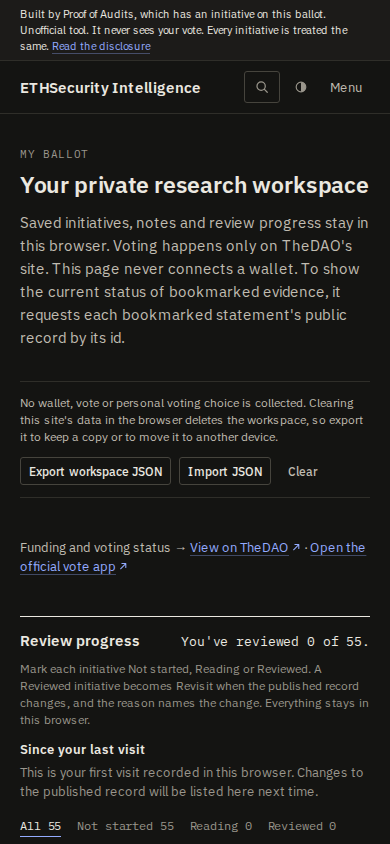 Built by Proof of Audits, which has an initiative on this ballot.
Unofficial tool. It never sees your vote. Every initiative is treated the
same. Read the disclosure
ETHSecurity Intelligence
Menu
MY BALLOT
Your private research workspace
Saved initiatives, notes and review progress stay in
this browser. Voting happens only on TheDAO's
site. This page never connects a wallet. To show
the current status of bookmarked evidence, it
requests each bookmarked statement's public
record by its id.
No wallet, vote or personal voting choice is collected. Clearing
this site's data in the browser deletes the workspace, so export
it to keep a copy or to move it to another device.
Export workspace JSON Import JSON Clear
Funding and voting status → View on TheDAO ↗ · Open the
official vote app ↗
Review progress You've reviewed 0 of 55.
Mark each initiative Not started, Reading or Reviewed. A
Reviewed initiative becomes Revisit when the published record
changes, and the reason names the change. Everything stays in
this browser.
Since your last visit
This is your first visit recorded in this browser. Changes to
the published record will be listed here next time.
All 55 Not started 55 Reading 0 Reviewed 0